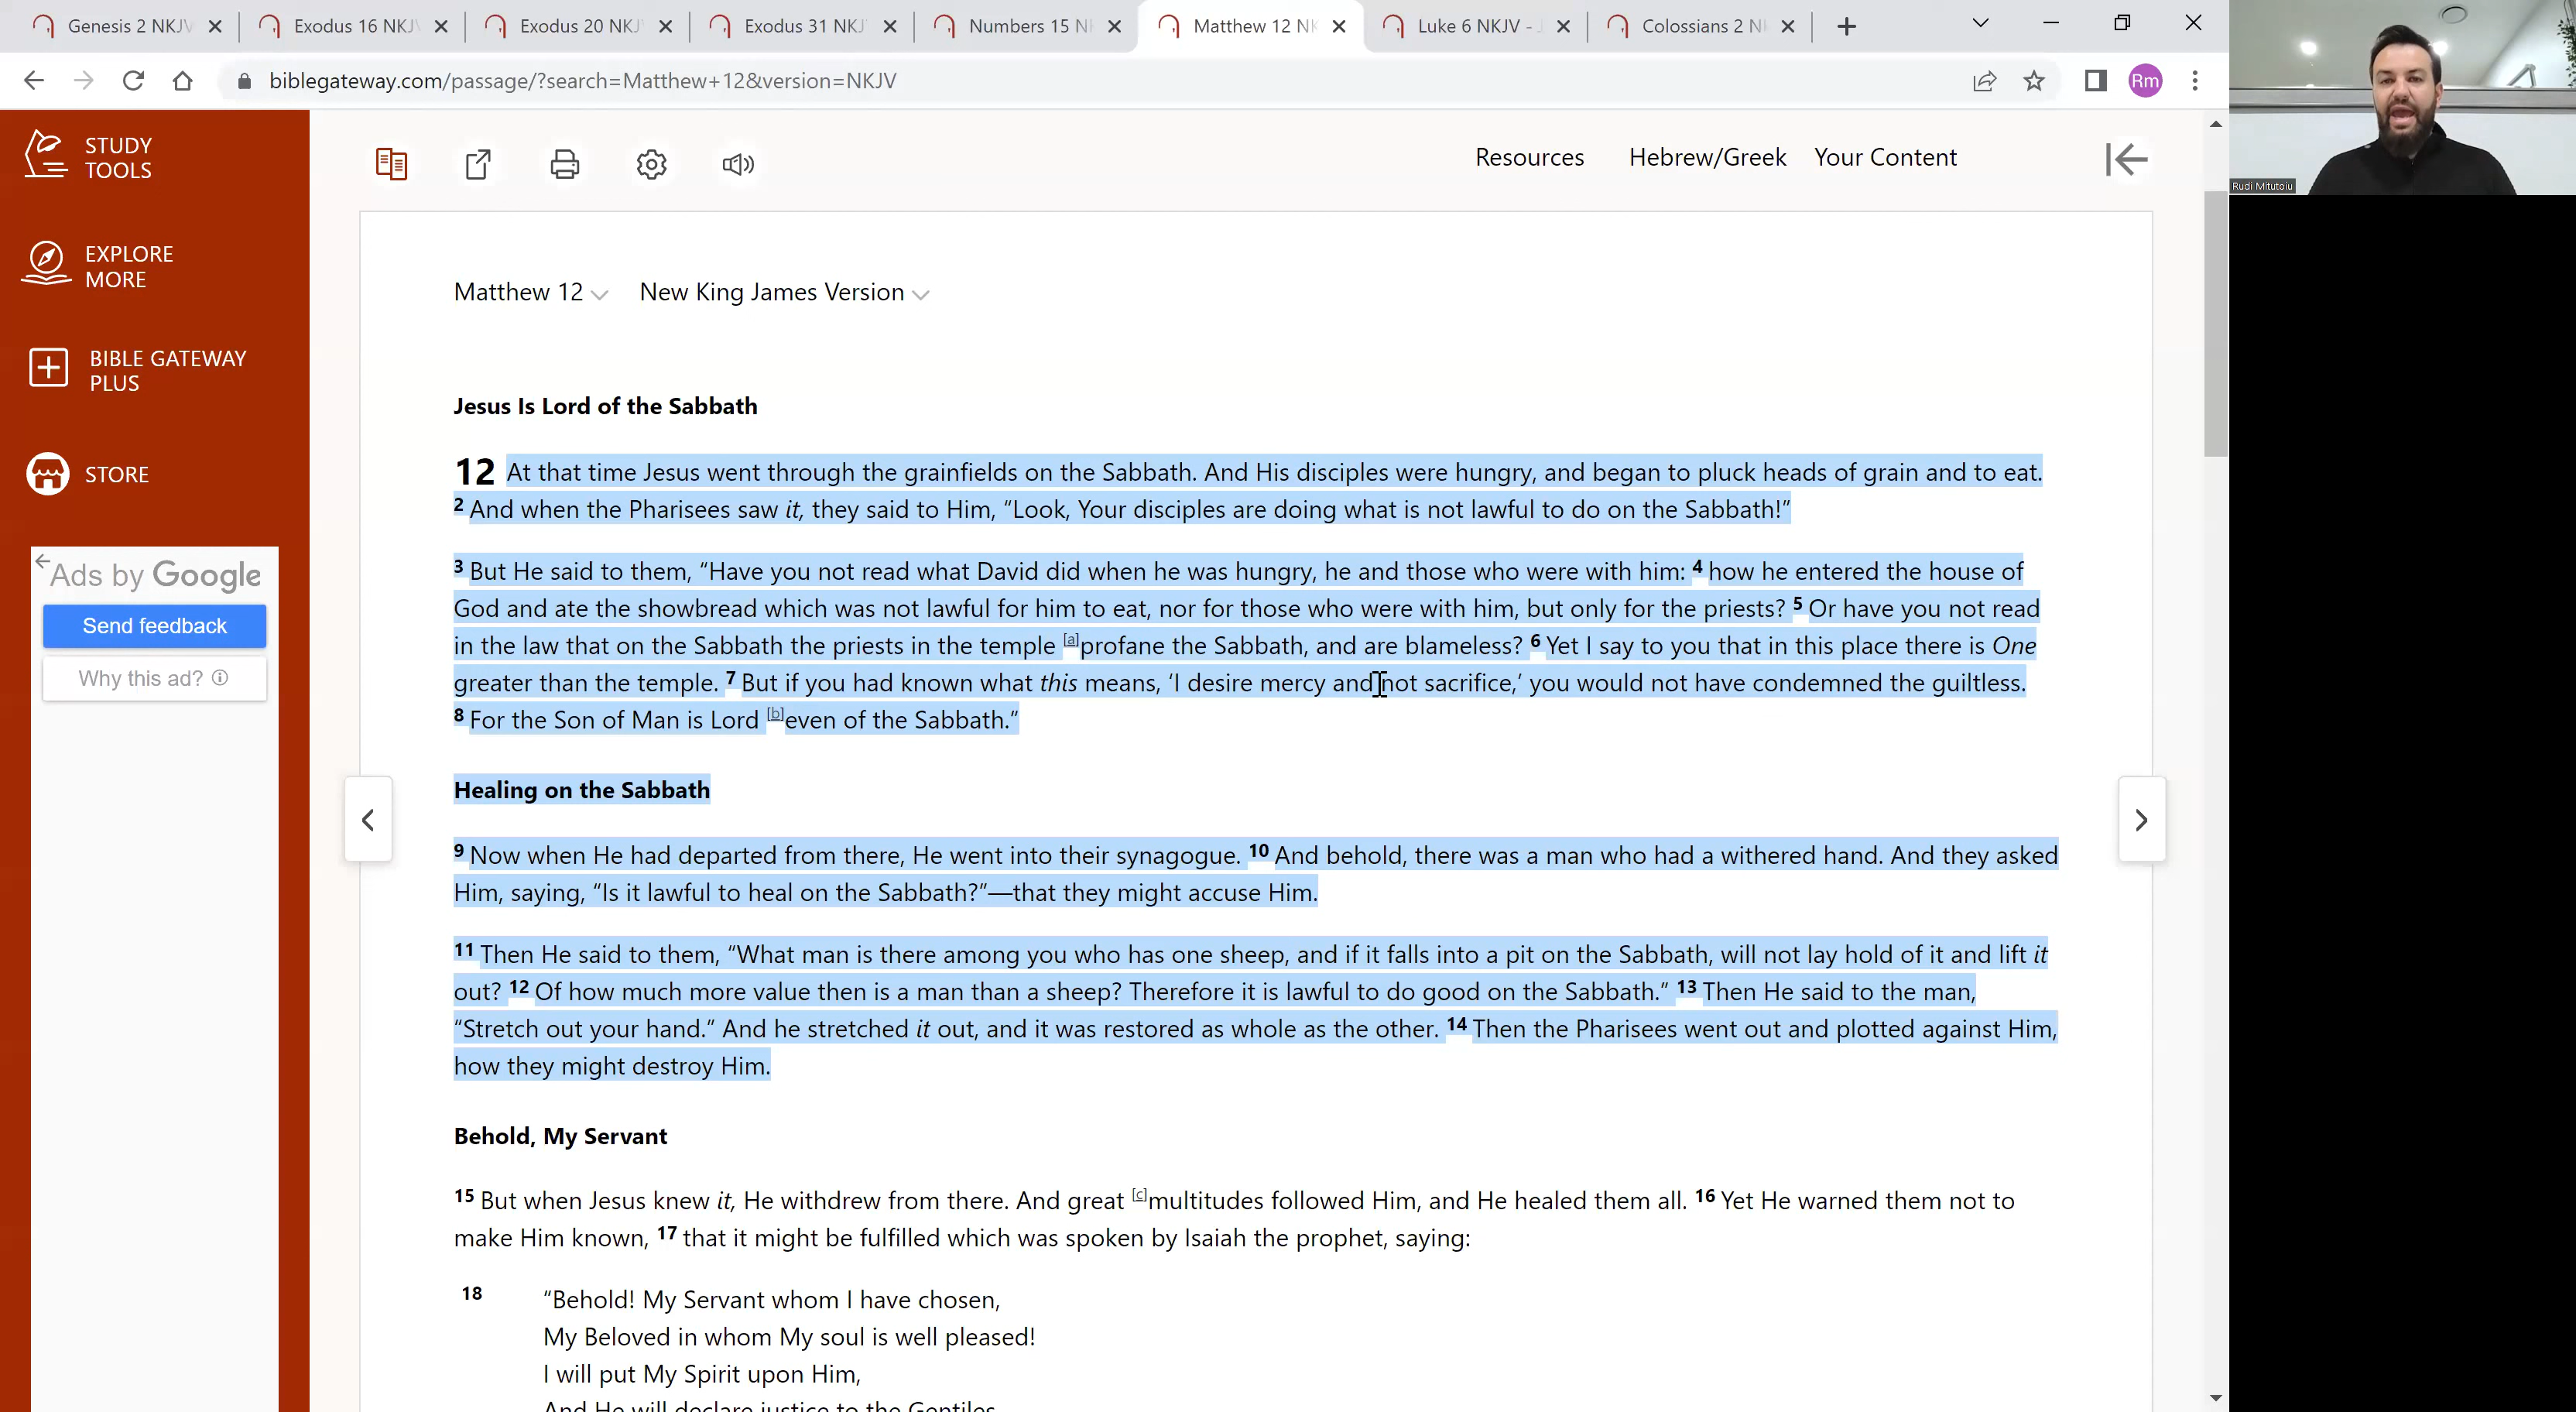 Genesis 2 NKJV
Exodus 16 NKJV
Exodus 20 NKJ
Exodus 31 NKJ
Numbers 15 N
Matthew 12 NK
Luke 6 NKJV -
Colossians 2 N
biblegateway.com/passage/?search=Matthew+12&version=NKJV
Rm
Rudi Mitutoiu
STUDY
TOOLS
EXPLORE
MORE
BIBLE GATEWAY
PLUS
STORE
Ads by Google
Send feedback
Why this ad?
Resources Hebrew/Greek Your Content
Matthew 12 New King James Version
Jesus Is Lord of the Sabbath
12 At that time Jesus went through the grainfields on the Sabbath. And His disciples were hungry, and began to pluck heads of grain and to eat.
2 And when the Pharisees saw it, they said to Him, “Look, Your disciples are doing what is not lawful to do on the Sabbath!”
3 But He said to them, “Have you not read what David did when he was hungry, he and those who were with him: 4 how he entered the house of
God and ate the showbread which was not lawful for him to eat, nor for those who were with him, but only for the priests? 5 Or have you not read
in the law that on the Sabbath the priests in the temple [a]profane the Sabbath, and are blameless? 6 Yet I say to you that in this place there is One
greater than the temple. 7 But if you had known what this means, ‘I desire mercy and not sacrifice,’ you would not have condemned the guiltless.
8 For the Son of Man is Lord [b]even of the Sabbath.”
Healing on the Sabbath
9 Now when He had departed from there, He went into their synagogue. 10 And behold, there was a man who had a withered hand. And they asked
Him, saying, “Is it lawful to heal on the Sabbath?”—that they might accuse Him.
11 Then He said to them, “What man is there among you who has one sheep, and if it falls into a pit on the Sabbath, will not lay hold of it and lift it
out? 12 Of how much more value then is a man than a sheep? Therefore it is lawful to do good on the Sabbath.” 13 Then He said to the man,
“Stretch out your hand.” And he stretched it out, and it was restored as whole as the other. 14 Then the Pharisees went out and plotted against Him,
how they might destroy Him.
Behold, My Servant
15 But when Jesus knew it, He withdrew from there. And great [c]multitudes followed Him, and He healed them all. 16 Yet He warned them not to
make Him known, 17 that it might be fulfilled which was spoken by Isaiah the prophet, saying:
18 “Behold! My Servant whom I have chosen,
My Beloved in whom My soul is well pleased!
I will put My Spirit upon Him,
And He will declare justice to the Gentiles